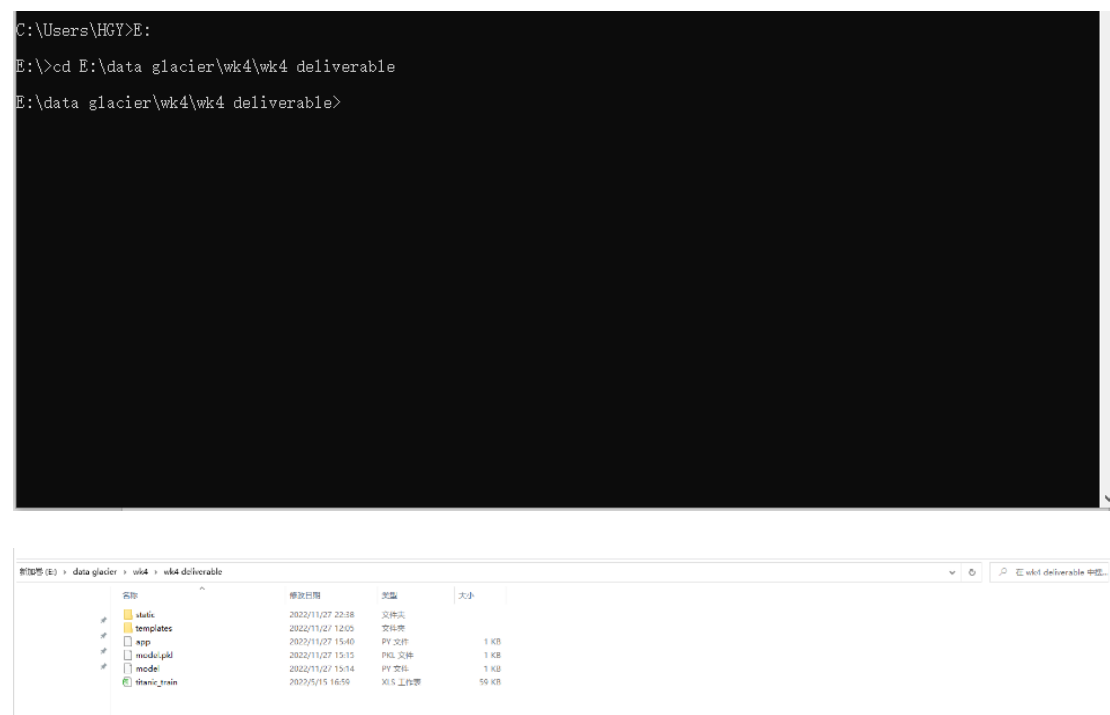 C:\Users\HGY>E:
E:\>cd E:\data glacier\wk4\wk4 deliverable
E:\data glacier\wk4\wk4 deliverable>
新加卷 (E:) › data glacier › wk4 › wk4 deliverable
在 wk4 deliverable 中搜...
名称 修改日期 类型 大小
static 2022/11/27 22:38 文件夹
templates 2022/11/27 12:05 文件夹
app 2022/11/27 15:40 PY 文件 1 KB
model.pkl 2022/11/27 15:15 PKL 文件 1 KB
model 2022/11/27 15:14 PY 文件 1 KB
titanic_train 2022/5/15 16:59 XLS 工作表 59 KB